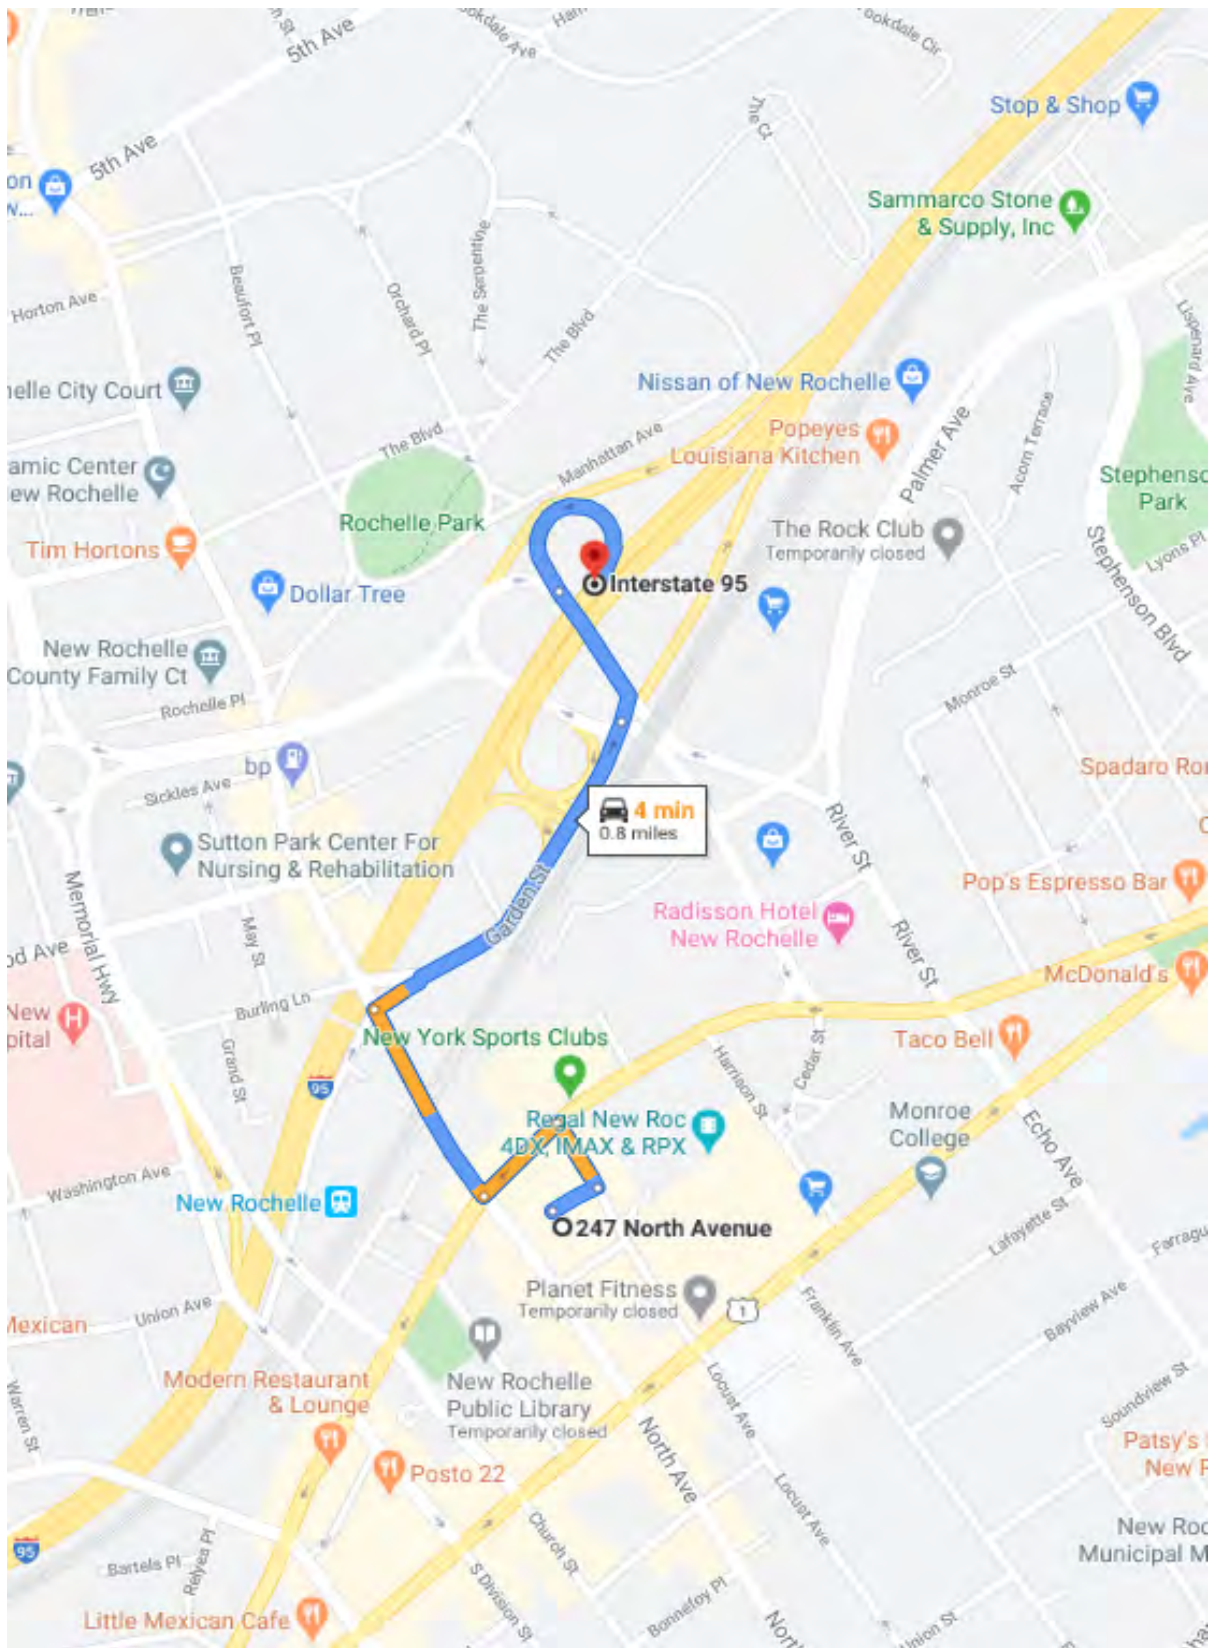 5th Ave
5th Ave
The Ct
Stop & Shop
Sammarco Stone
& Supply, Inc
on
w...
Horton Ave
Beaufort Pl
Orchard Pl
The Serpentine
The Blvd
Lispenard Ave
elle City Court
Nissan of New Rochelle
Popeyes
Louisiana Kitchen
Palmer Ave
Acorn Terrace
The Blvd
Manhattan Ave
amic Center
ew Rochelle
Rochelle Park
Stephenso
Park
The Rock Club
Temporarily closed
Lyons Pl
Tim Hortons
Dollar Tree
Interstate 95
Stephenson Blvd
New Rochelle
County Family Ct
Rochelle Pl
Monroe St
bp
Sickles Ave
4 min
0.8 miles
Spadaro Ro
Sutton Park Center For
Nursing & Rehabilitation
River St
Pop's Espresso Bar
Memorial Hwy
May St
Garden St
Radisson Hotel
New Rochelle
River St
od Ave
McDonald's
New
pital
Burling Ln
New York Sports Clubs
Taco Bell
Grand St
95
Harrison St
Cedar St
Regal New Roc
4DX, IMAX & RPX
Monroe
College
Echo Ave
Washington Ave
New Rochelle
247 North Avenue
Lafayette St
Farragu
Planet Fitness
Temporarily closed
1
Union Ave
Mexican
Franklin Ave
Bayview Ave
Modern Restaurant
& Lounge
New Rochelle
Public Library
Temporarily closed
Locust Ave
Soundview St
Warren St
North Ave
Patsy's
New R
Posto 22
Locust Ave
95
Church St
New Roc
Municipal M
Bartels Pl
Relyea Pl
S Division St
Bonnefoy Pl
Little Mexican Cafe
North
Union St